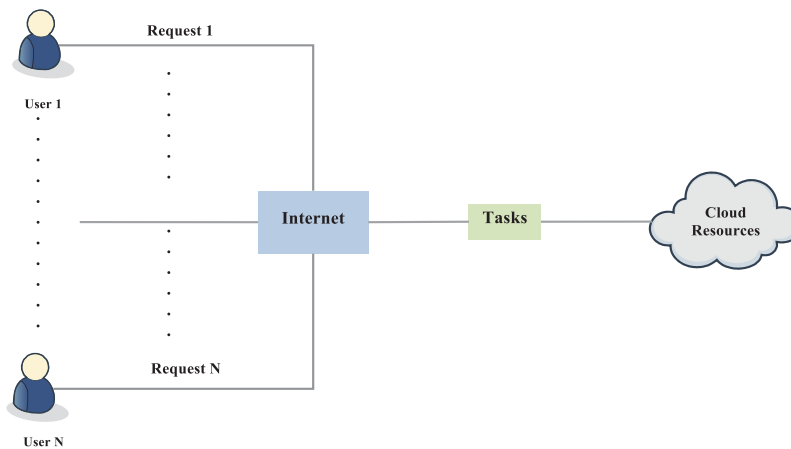 Request 1
User 1
Internet
Tasks
Cloud
Resources
Request N
User N